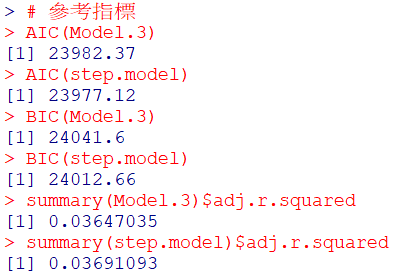 > # 參考指標
> AIC(Model.3)
[1] 23982.37
> AIC(step.model)
[1] 23977.12
> BIC(Model.3)
[1] 24041.6
> BIC(step.model)
[1] 24012.66
> summary(Model.3)$adj.r.squared
[1] 0.03647035
> summary(step.model)$adj.r.squared
[1] 0.03691093